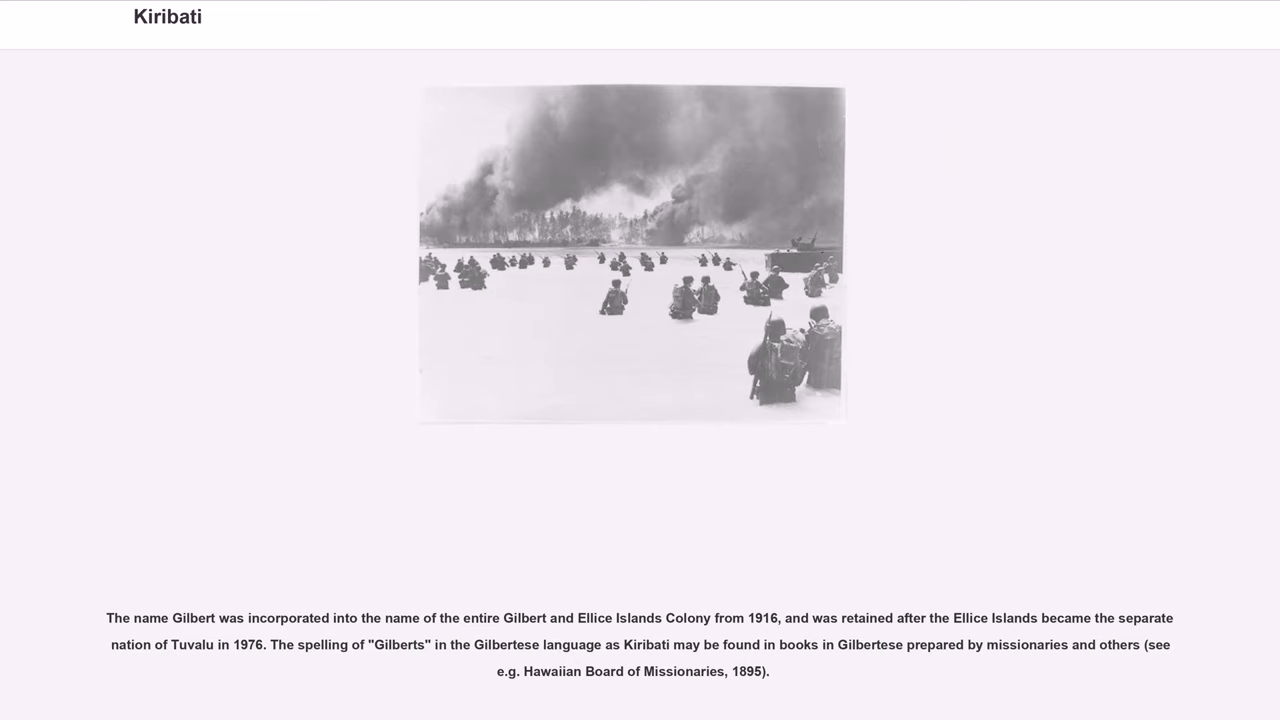 Kiribati
The name Gilbert was incorporated into the name of the entire Gilbert and Ellice Islands Colony from 1916, and was retained after the Ellice Islands became the separate
nation of Tuvalu in 1976. The spelling of "Gilberts" in the Gilbertese language as Kiribati may be found in books in Gilbertese prepared by missionaries and others (see
e.g. Hawaiian Board of Missionaries, 1895).